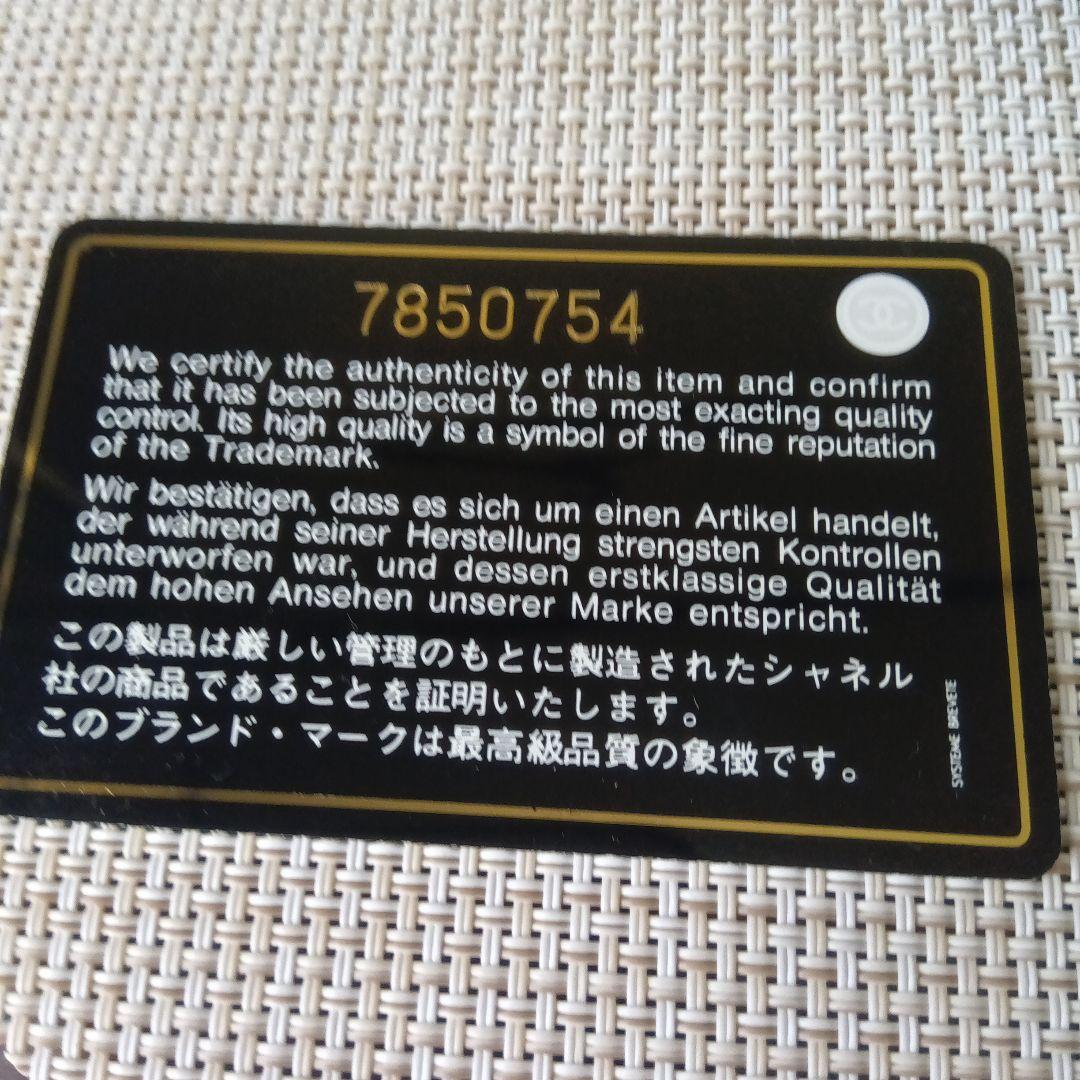 7850754
We certify the authenticity of this item and confirm
that it has been subjected to the most exacting quality
control. Its high quality is a symbol of the fine reputation
of the Trademark.
Wir bestätigen, dass es sich um einen Artikel handelt,
der während seiner Herstellung strengsten Kontrollen
unterworfen war, und dessen erstklassige Qualität
dem hohen Ansehen unserer Marke entspricht.
この製品は厳しい管理のもとに製造されたシャネル
社の商品であることを証明いたします。
このブランド・マークは最高級品質の象徴です。
SYSTEME BREVETE